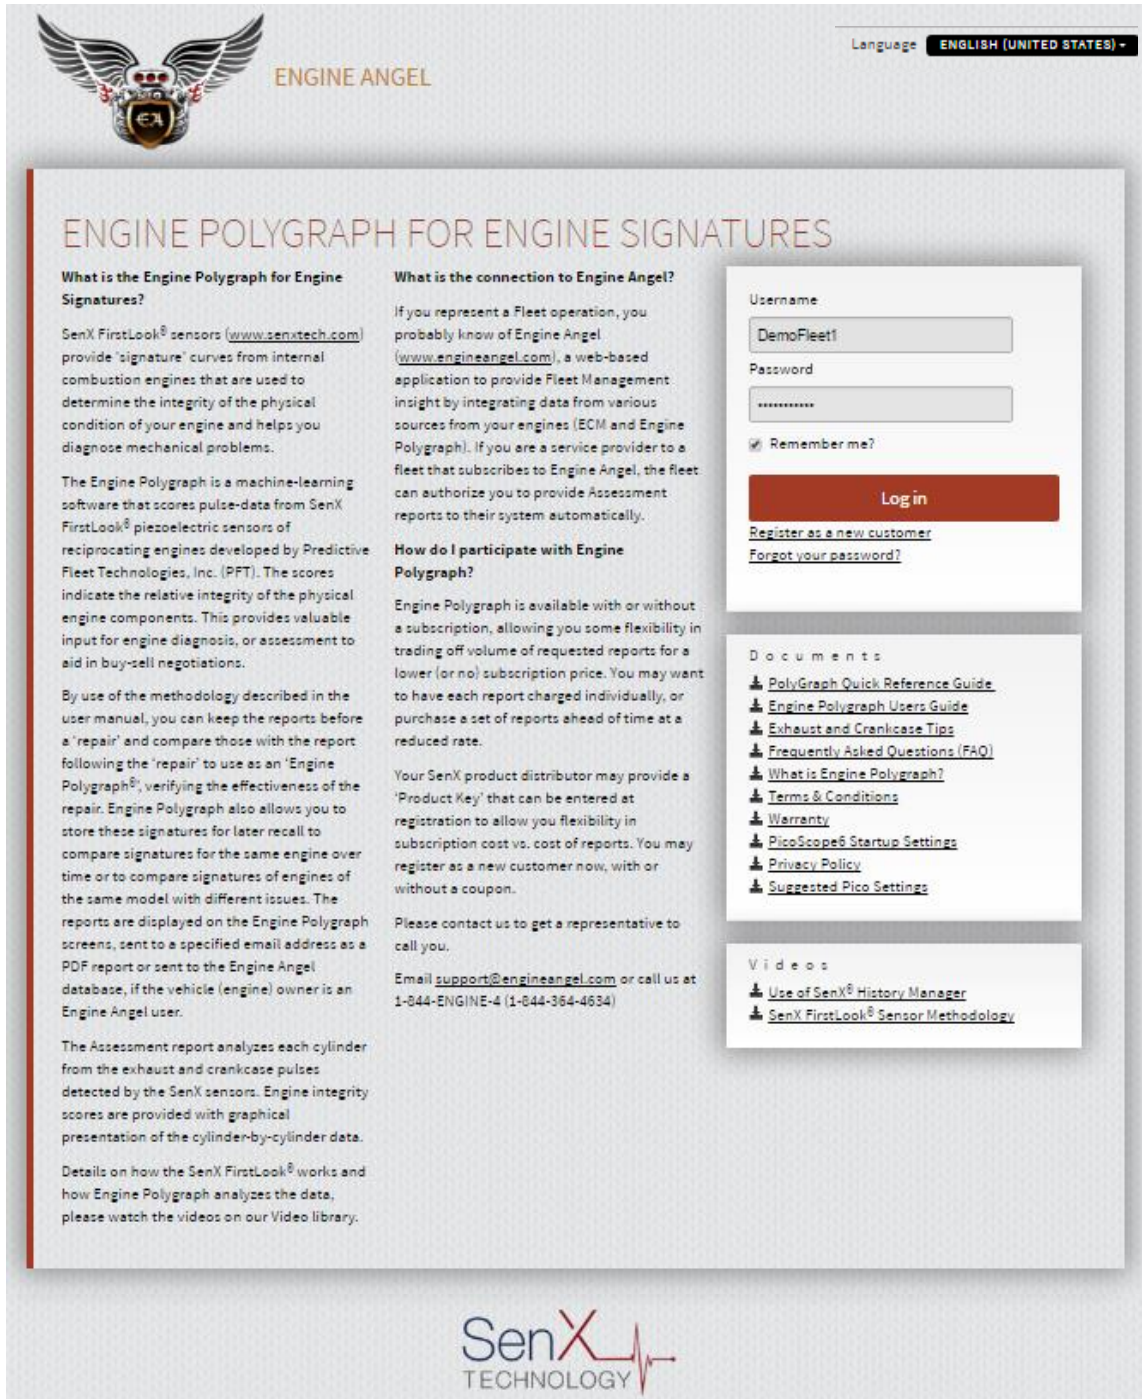 ENGINE ANGEL
Language ENGLISH (UNITED STATES)
EA
ENGINE POLYGRAPH FOR ENGINE SIGNATURES
What is the Engine Polygraph for Engine
Signatures?
SenX FirstLook® sensors (www.senxtech.com)
provide 'signature' curves from internal
combustion engines that are used to
determine the integrity of the physical
condition of your engine and helps you
diagnose mechanical problems.
The Engine Polygraph is a machine-learning
software that scores pulse-data from SenX
FirstLook® piezoelectric sensors of
reciprocating engines developed by Predictive
Fleet Technologies, Inc. (PFT). The scores
indicate the relative integrity of the physical
engine components. This provides valuable
input for engine diagnosis, or assessment to
aid in buy-sell negotiations.
By use of the methodology described in the
user manual, you can keep the reports before
a 'repair' and compare those with the report
following the 'repair' to use as an 'Engine
Polygraph®', verifying the effectiveness of the
repair. Engine Polygraph also allows you to
store these signatures for later recall to
compare signatures for the same engine over
time or to compare signatures of engines of
the same model with different issues. The
reports are displayed on the Engine Polygraph
screens, sent to a specified email address as a
PDF report or sent to the Engine Angel
database, if the vehicle (engine) owner is an
Engine Angel user.
The Assessment report analyzes each cylinder
from the exhaust and crankcase pulses
detected by the SenX sensors. Engine integrity
scores are provided with graphical
presentation of the cylinder-by-cylinder data.
Details on how the SenX FirstLook® works and
how Engine Polygraph analyzes the data,
please watch the videos on our Video library.
What is the connection to Engine Angel?
If you represent a Fleet operation, you
probably know of Engine Angel
(www.engineangel.com), a web-based
application to provide Fleet Management
insight by integrating data from various
sources from your engines (ECM and Engine
Polygraph). If you are a service provider to a
fleet that subscribes to Engine Angel, the fleet
can authorize you to provide Assessment
reports to their system automatically.
How do I participate with Engine
Polygraph?
Engine Polygraph is available with or without
a subscription, allowing you some flexibility in
trading off volume of requested reports for a
lower (or no) subscription price. You may want
to have each report charged individually, or
purchase a set of reports ahead of time at a
reduced rate.
Your SenX product distributor may provide a
'Product Key' that can be entered at
registration to allow you flexibility in
subscription cost vs. cost of reports. You may
register as a new customer now, with or
without a coupon.
Please contact us to get a representative to
call you.
Email support@engineangel.com or call us at
1-844-ENGINE-4 (1-844-364-4634)
Username
DemoFleet1
Password
•••••••••••
Remember me?
Log in
Register as a new customer
Forgot your password?
Documents
PolyGraph Quick Reference Guide
Engine Polygraph Users Guide
Exhaust and Crankcase Tips
Frequently Asked Questions (FAQ)
What is Engine Polygraph?
Terms & Conditions
Warranty
PicoScope6 Startup Settings
Privacy Policy
Suggested Pico Settings
Videos
Use of SenX® History Manager
SenX FirstLook® Sensor Methodology
SenX
TECHNOLOGY